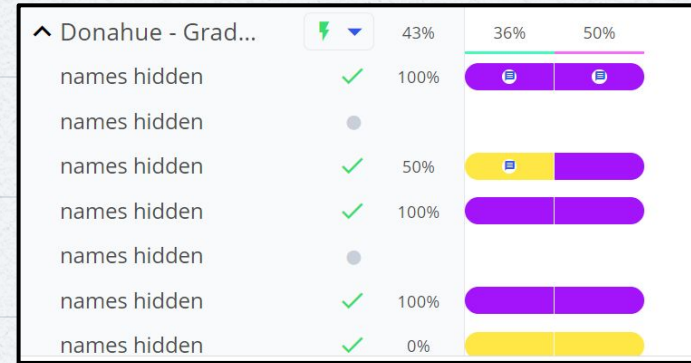 Donahue - Grad... 43% 36% 50%
names hidden 100%
names hidden
names hidden 50%
names hidden 100%
names hidden
names hidden 100%
names hidden 0%